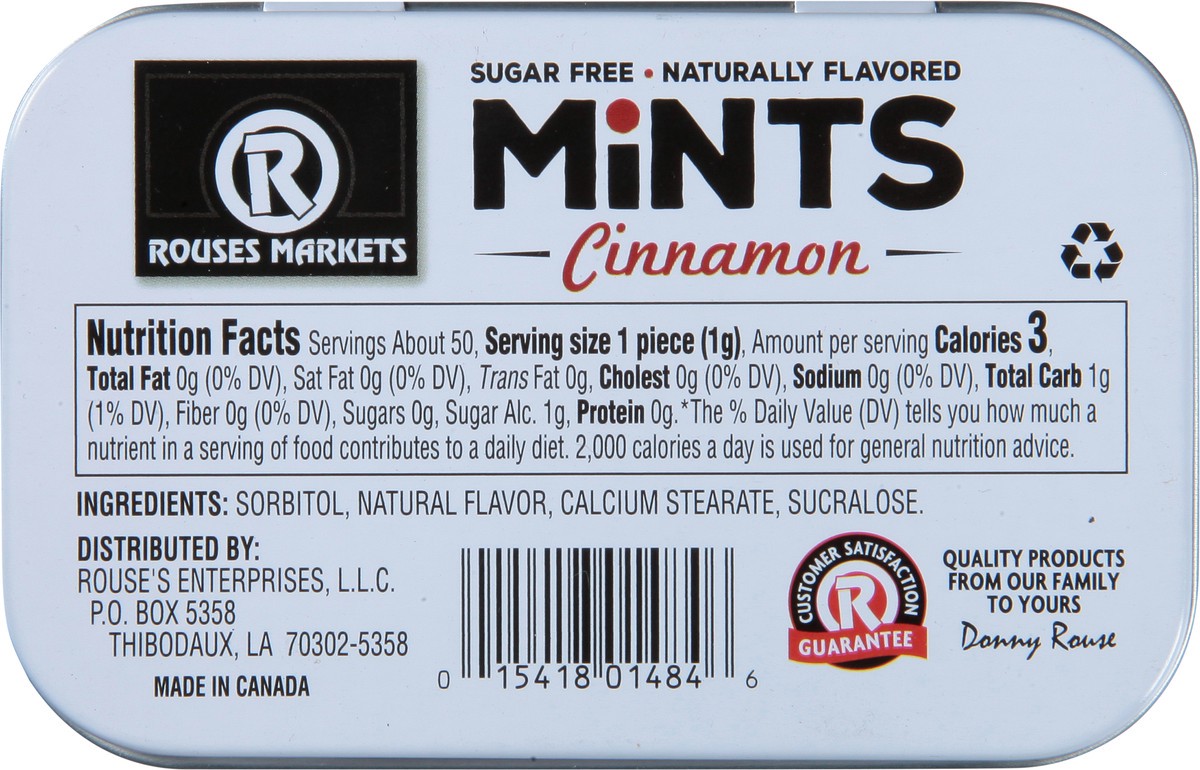 SUGAR FREE • NATURALLY FLAVORED
MiNTS
Cinnamon
R
ROUSES MARKETS
Nutrition Facts Servings About 50, Serving size 1 piece (1g), Amount per serving Calories 3,
Total Fat 0g (0% DV), Sat Fat 0g (0% DV), Trans Fat 0g, Cholest 0g (0% DV), Sodium 0g (0% DV), Total Carb 1g
(1% DV), Fiber 0g (0% DV), Sugars 0g, Sugar Alc. 1g, Protein 0g.*The % Daily Value (DV) tells you how much a
nutrient in a serving of food contributes to a daily diet. 2,000 calories a day is used for general nutrition advice.
INGREDIENTS: SORBITOL, NATURAL FLAVOR, CALCIUM STEARATE, SUCRALOSE.
DISTRIBUTED BY:
ROUSE'S ENTERPRISES, L.L.C.
P.O. BOX 5358
THIBODAUX, LA 70302-5358
MADE IN CANADA
0 15418 01484 6
CUSTOMER SATISFACTION
R
GUARANTEE
QUALITY PRODUCTS
FROM OUR FAMILY
TO YOURS
Donny Rouse